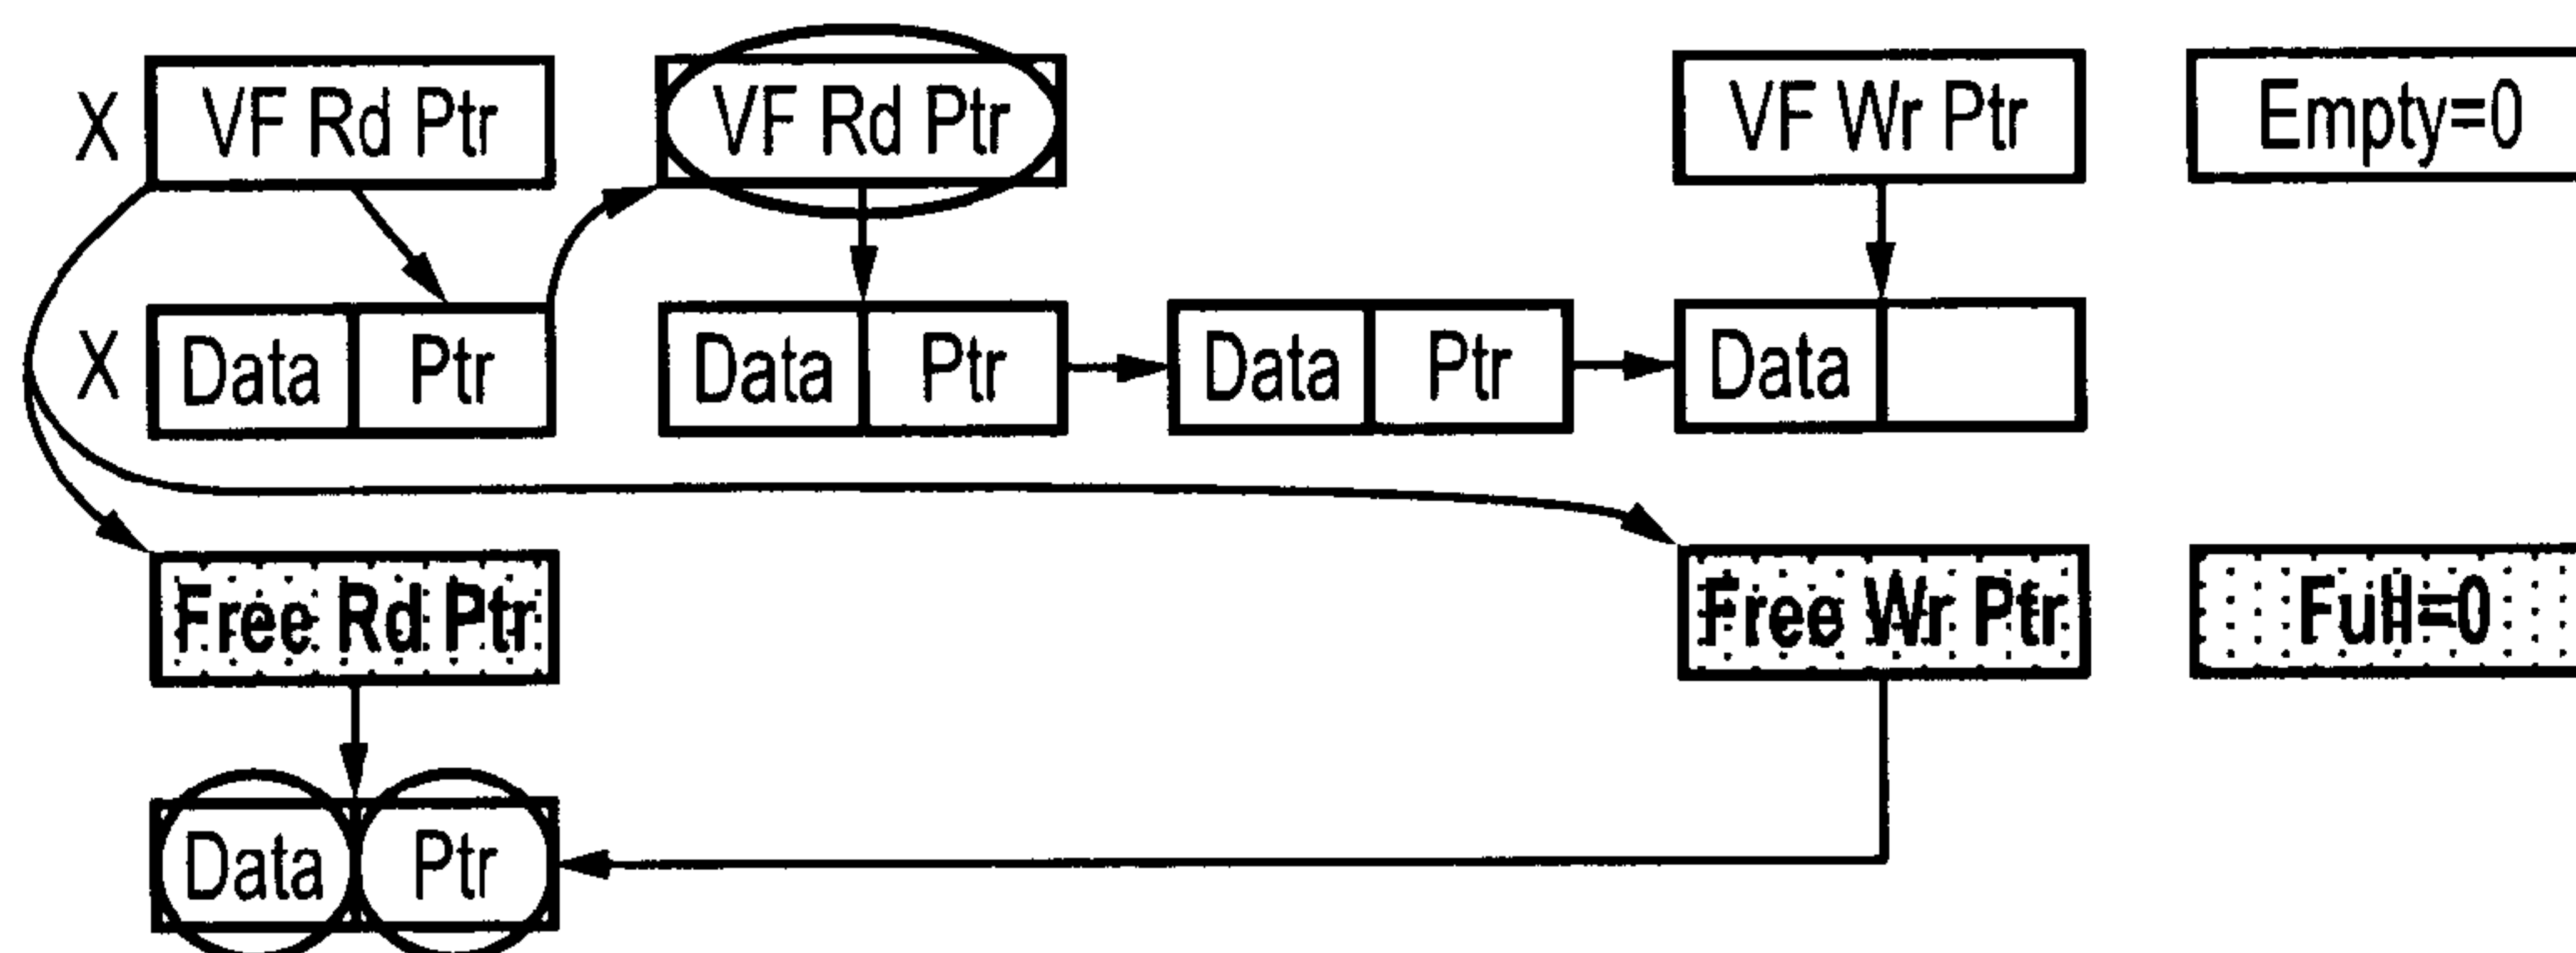 X VF Rd Ptr VF Rd Ptr VF Wr Ptr Empty=0
X Data Ptr Data Ptr Data Ptr Data
Free Rd Ptr Free Wr Ptr Full=0
Data Ptr